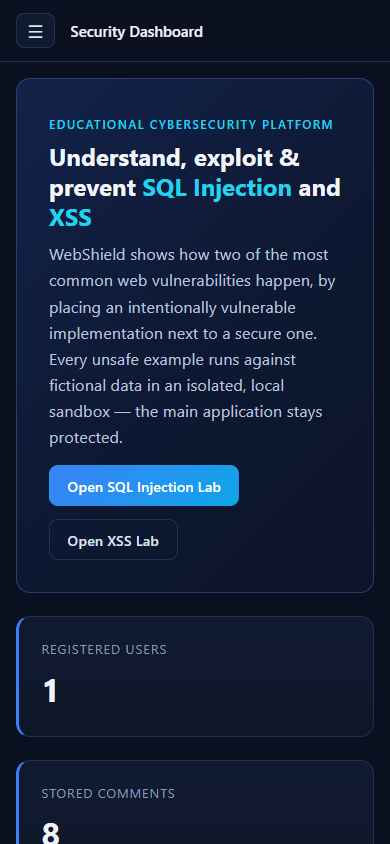 Security Dashboard
EDUCATIONAL CYBERSECURITY PLATFORM
Understand, exploit &
prevent SQL Injection and
XSS
WebShield shows how two of the most
common web vulnerabilities happen, by
placing an intentionally vulnerable
implementation next to a secure one.
Every unsafe example runs against
fictional data in an isolated, local
sandbox — the main application stays
protected.
Open SQL Injection Lab
Open XSS Lab
REGISTERED USERS
1
STORED COMMENTS
8